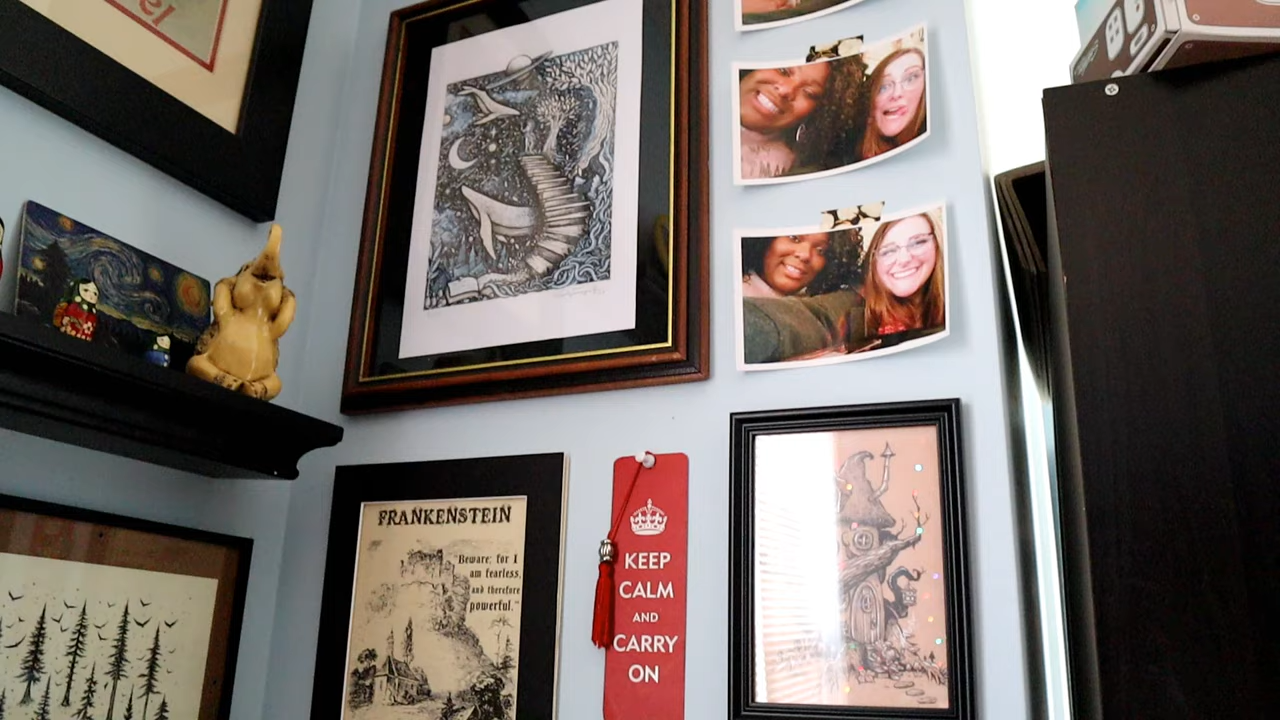 FRANKENSTEIN
"Beware; for I
am fearless,
and therefore
powerful."
KEEP
CALM
AND
CARRY
ON